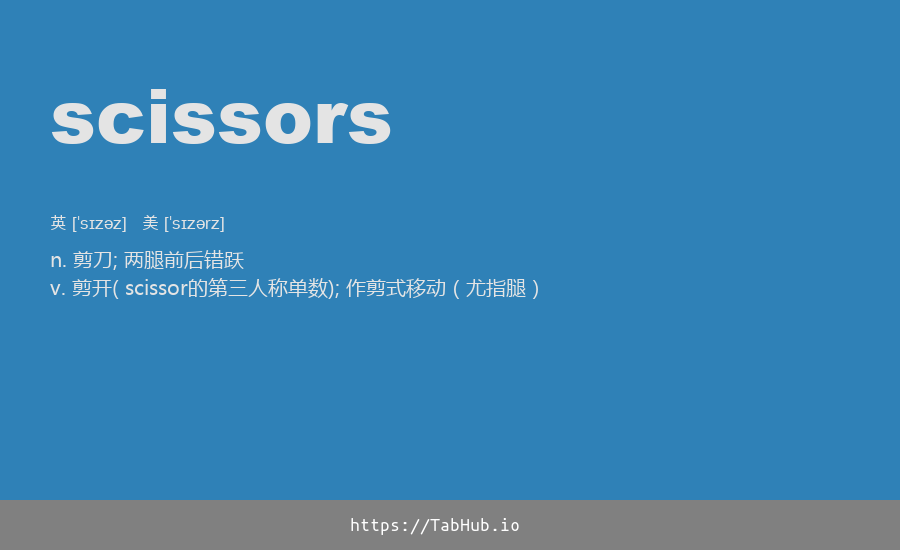 scissors
英 [ˈsɪzəz] 美 [ˈsɪzərz]
n. 剪刀; 两腿前后错跃
v. 剪开( scissor的第三人称单数); 作剪式移动（尤指腿）
https://TabHub.io